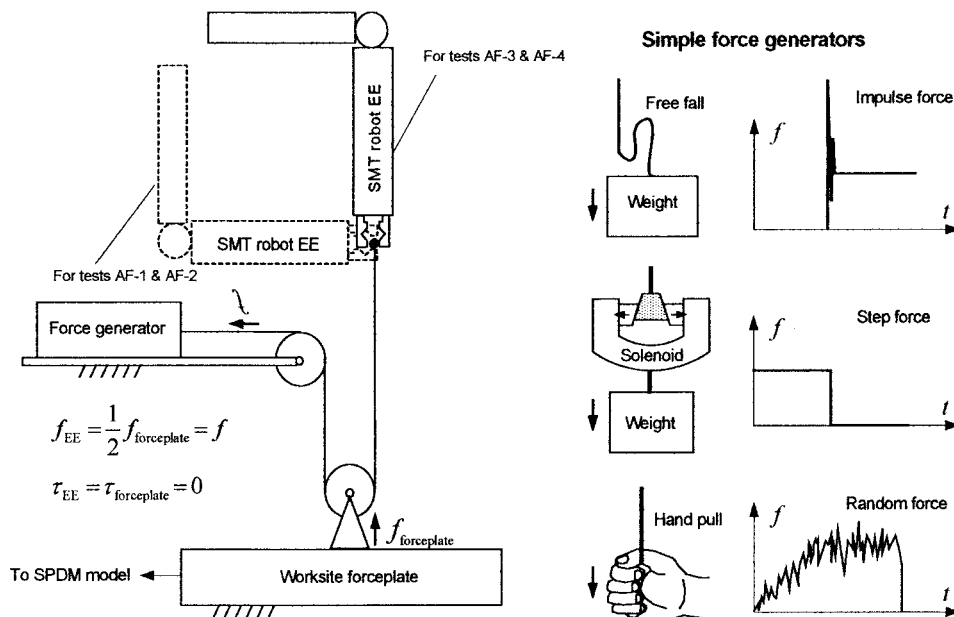 For tests AF-3 & AF-4
SMT robot EE
SMT robot EE
For tests AF-1 & AF-2
Force generator
f_EE = 1/2 f_forceplate = f
τ_EE = τ_forceplate = 0
f_forceplate
To SPDM model
Worksite forceplate
Simple force generators
Free fall
Weight
Impulse force
f
t
Solenoid
Weight
Step force
f
t
Hand pull
Random force
f
t